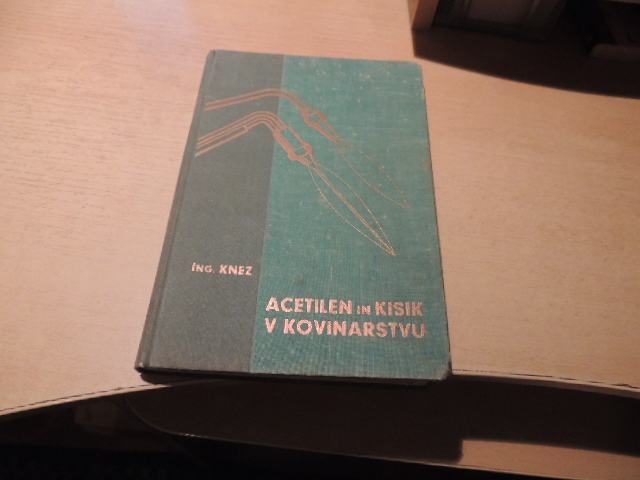 ING. KNEZ
ACETILEN IN KISIK
V KOVINARSTVU